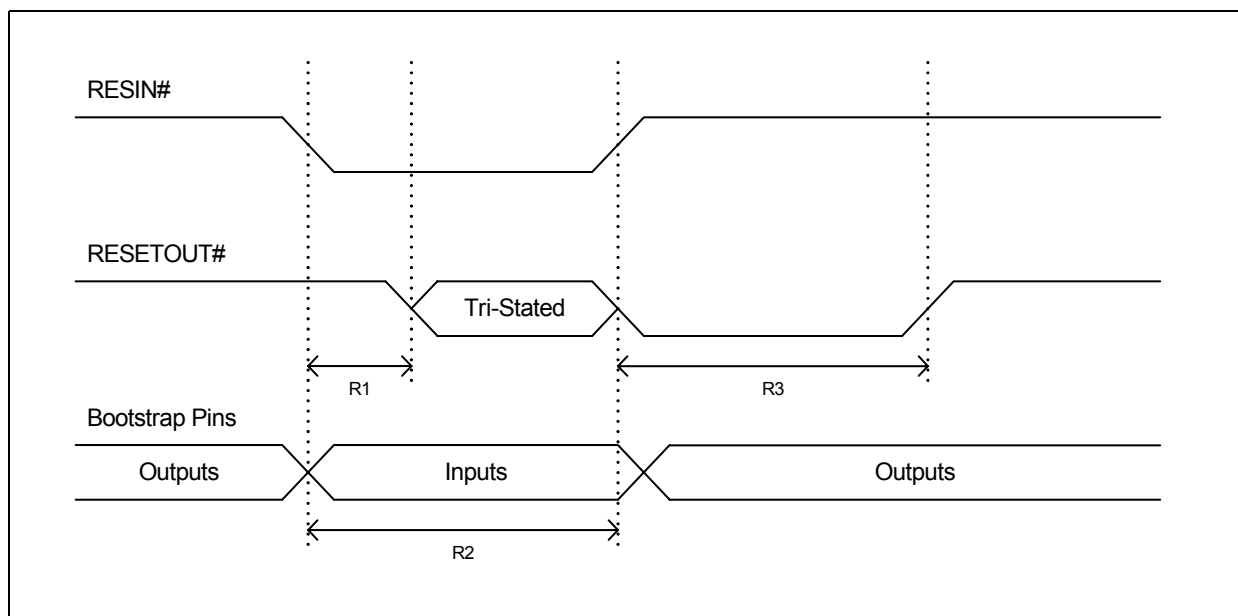 RESIN#
RESETOUT#
Tri-Stated
R1
R3
Bootstrap Pins
Outputs
Inputs
Outputs
R2